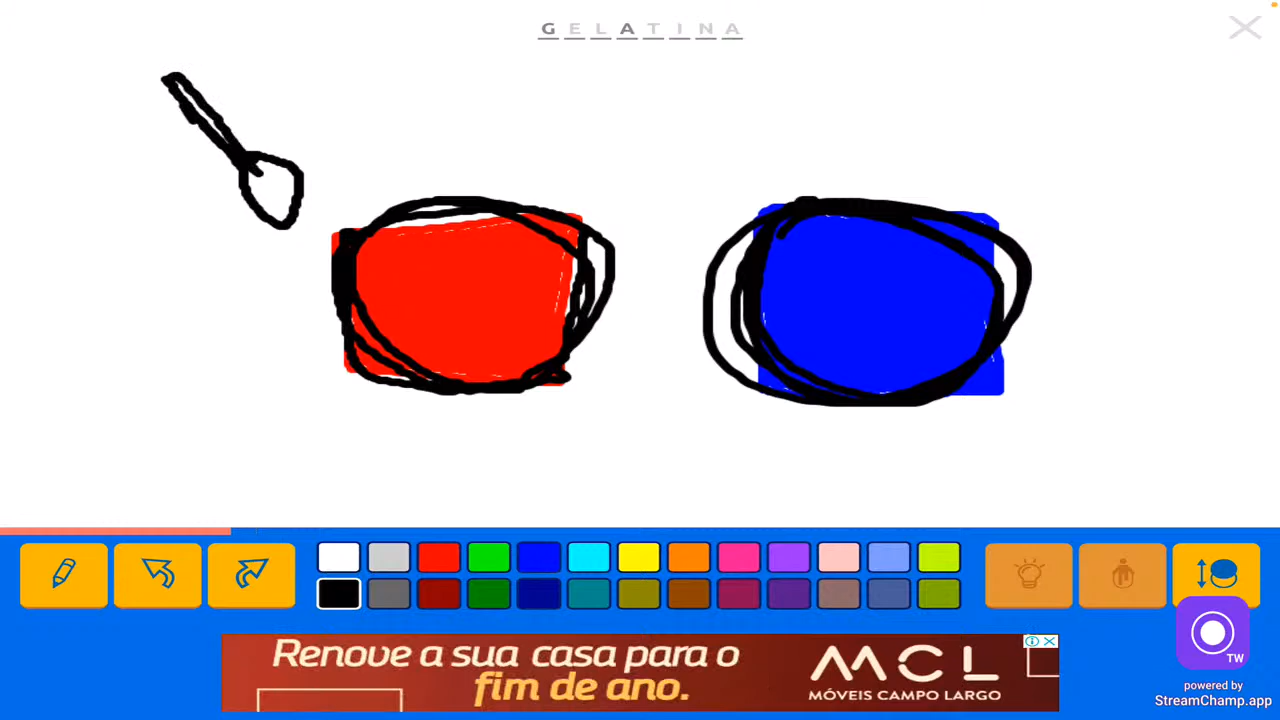 GELATINA
Renove a sua casa para o
fim de ano.
MCL
MÓVEIS CAMPO LARGO
TW
powered by
StreamChamp.app